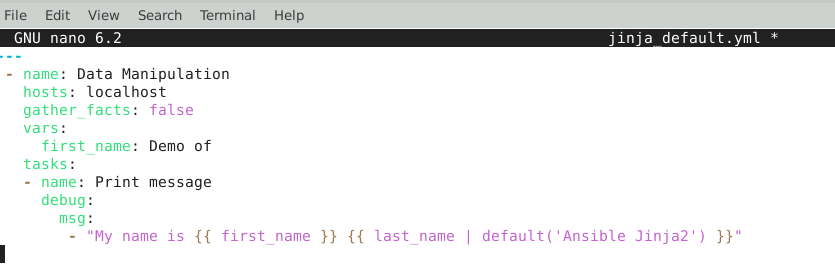 File Edit View Search Terminal Help
GNU nano 6.2 jinja_default.yml *
---
- name: Data Manipulation
  hosts: localhost
  gather_facts: false
  vars:
    first_name: Demo of
  tasks:
  - name: Print message
    debug:
      msg:
       - "My name is {{ first_name }} {{ last_name | default('Ansible Jinja2') }}"